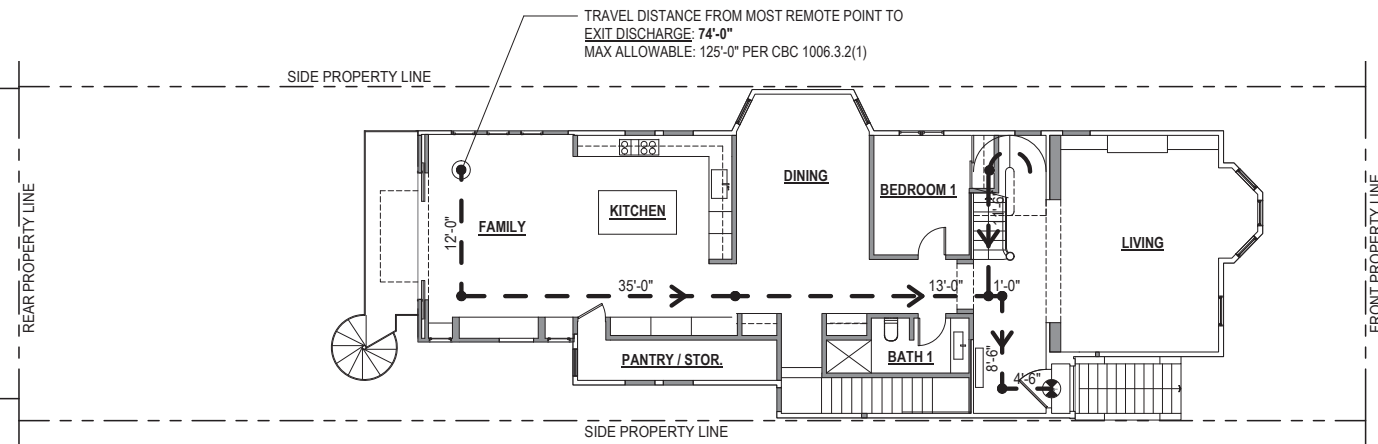 TRAVEL DISTANCE FROM MOST REMOTE POINT TO
EXIT DISCHARGE: 74'-0"
MAX ALLOWABLE: 125'-0" PER CBC 1006.3.2(1)
SIDE PROPERTY LINE
REAR PROPERTY LINE
FRONT PROPERTY LINE
DINING
BEDROOM 1
KITCHEN
FAMILY
LIVING
12'-0"
35'-0"
13'-0"
1'-0"
PANTRY / STOR.
BATH 1
8'-6"
4'-6"
SIDE PROPERTY LINE